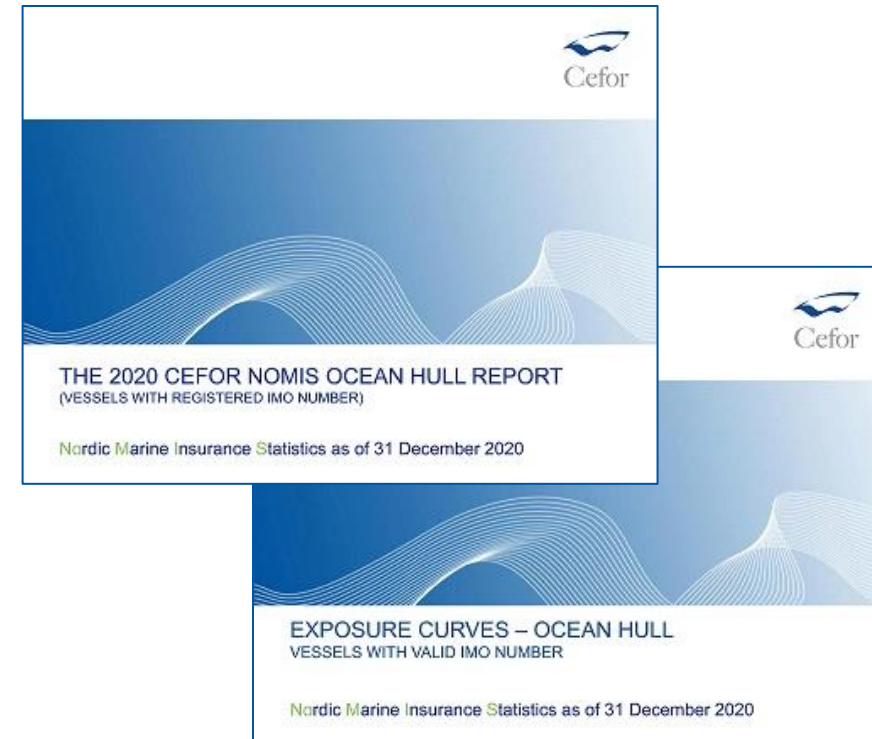 Cefor
THE 2020 CEFOR NOMIS OCEAN HULL REPORT
(VESSELS WITH REGISTERED IMO NUMBER)
Nordic Marine Insurance Statistics as of 31 December 2020
Cefor
EXPOSURE CURVES – OCEAN HULL
VESSELS WITH VALID IMO NUMBER
Nordic Marine Insurance Statistics as of 31 December 2020